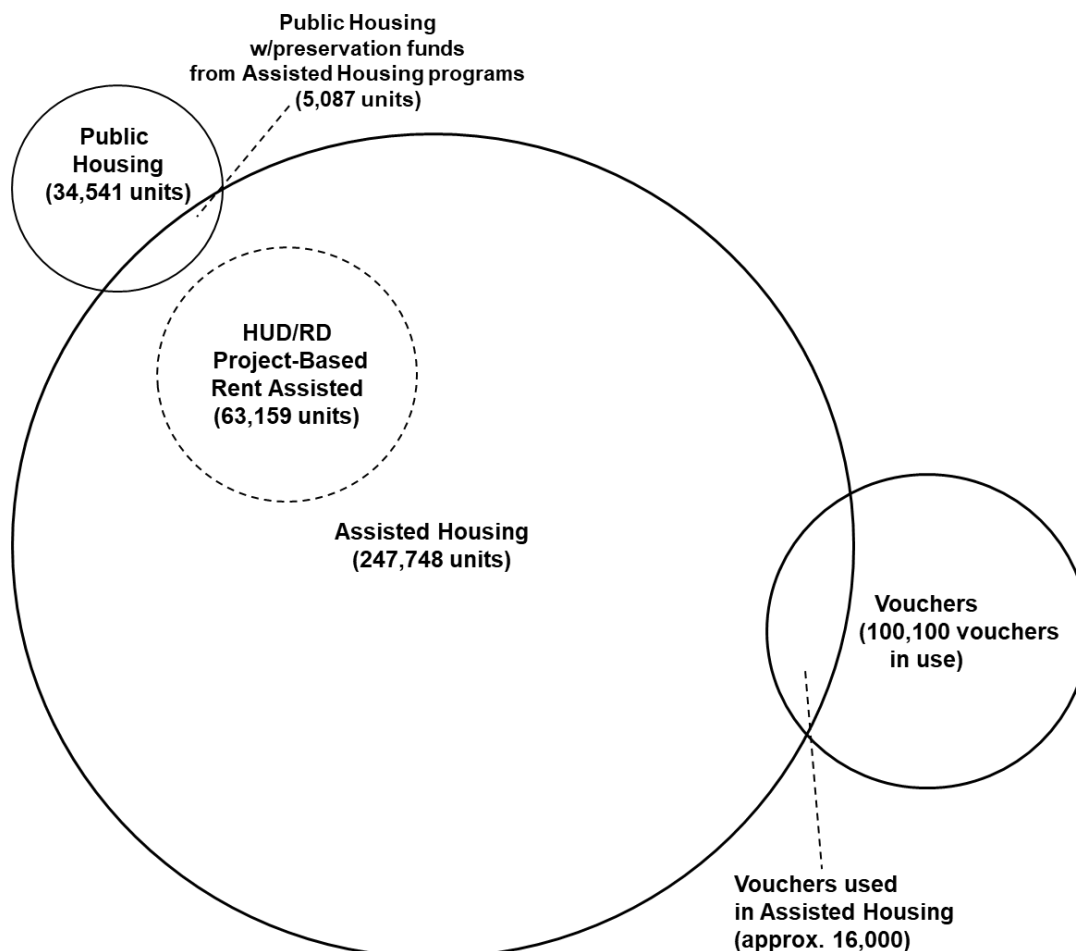 Public Housing
w/preservation funds
from Assisted Housing programs
(5,087 units)
Public
Housing
(34,541 units)
HUD/RD
Project-Based
Rent Assisted
(63,159 units)
Assisted Housing
(247,748 units)
Vouchers
(100,100 vouchers
in use)
Vouchers used
in Assisted Housing
(approx. 16,000)